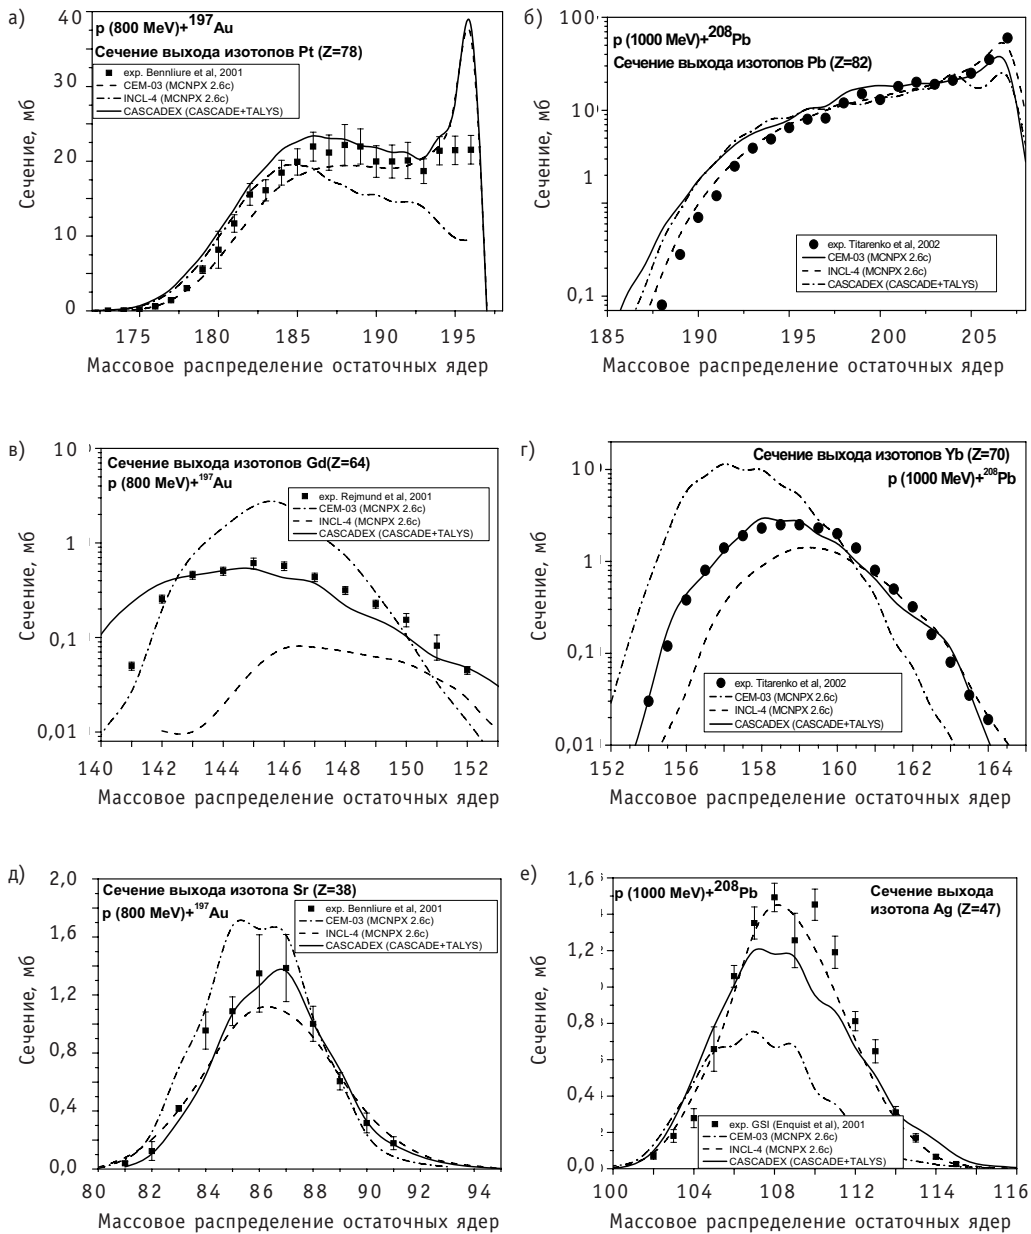 а)
p (800 MeV)+197Au
Сечение выхода изотопов Pt (Z=78)
exp. Bennliure et al, 2001
CEM-03 (MCNPX 2.6c)
INCL-4 (MCNPX 2.6c)
CASCADEX (CASCADE+TALYS)
Сечение, мб
40
30
20
10
0
175 180 185 190 195
Массовое распределение остаточных ядер
б)
p (1000 MeV)+208Pb
Сечение выхода изотопов Pb (Z=82)
exp. Titarenko et al, 2002
CEM-03 (MCNPX 2.6c)
INCL-4 (MCNPX 2.6c)
CASCADEX (CASCADE+TALYS)
Сечение, мб
100
10
1
0,1
185 190 195 200 205
Массовое распределение остаточных ядер
в)
Сечение выхода изотопов Gd(Z=64)
p (800 MeV)+197Au
exp. Rejmund et al, 2001
CEM-03 (MCNPX 2.6c)
INCL-4 (MCNPX 2.6c)
CASCADEX (CASCADE+TALYS)
Сечение, мб
10
1
0,1
0,01
140 142 144 146 148 150 152
Массовое распределение остаточных ядер
г)
Сечение выхода изотопов Yb(Z=70)
p (1000 MeV)+208Pb
exp. Titarenko et al, 2002
CEM-03 (MCNPX 2.6c)
INCL-4 (MCNPX 2.6c)
CASCADEX (CASCADE+TALYS)
Сечение, мб
10
1
0,1
0,01
152 154 156 158 160 162 164
Массовое распределение остаточных ядер
д)
Сечение выхода изотопа Sr (Z=38)
p (800 MeV)+197Au
exp. Bennliure et al, 2001
CEM-03 (MCNPX 2.6c)
INCL-4 (MCNPX 2.6c)
CASCADEX (CASCADE+TALYS)
Сечение, мб
2,0
1,6
1,2
0,8
0,4
0,0
80 82 84 86 88 90 92 94
Массовое распределение остаточных ядер
е)
p (1000 MeV)+208Pb
Сечение выхода
изотопа Ag (Z=47)
exp. GSI (Enquist et al), 2001
CEM-03 (MCNPX 2.6c)
INCL-4 (MCNPX 2.6c)
CASCADEX (CASCADE+TALYS)
Сечение, мб
1,6
1,2
0,8
0,4
0,0
100 102 104 106 108 110 112 114 116
Массовое распределение остаточных ядер